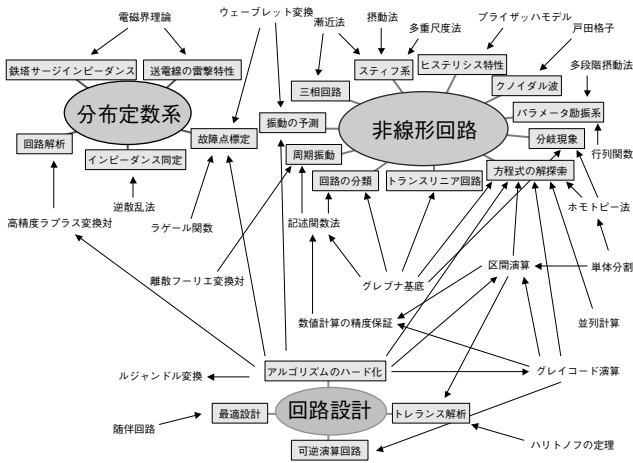 電磁界理論
ウェーブレット変換
漸近法
摂動法
多重尺度法
プライザッハモデル
戸田格子
鉄塔サージインピーダンス
送電線の雷撃特性
スティフ系
ヒステリシス特性
クノイダル波
多段階摂動法
三相回路
分布定数系
非線形回路
パラメータ励振系
振動の予測
回路解析
故障点標定
分岐現象
行列関数
インピーダンス同定
周期振動
方程式の解探索
回路の分類
トランスリニア回路
高精度ラプラス変換対
逆散乱法
ラゲール関数
記述関数法
ホモトピー法
離散フーリエ変換対
グレブナ基底
区間演算
単体分割
数値計算の精度保証
並列計算
ルジャンドル変換
アルゴリズムのハード化
グレイコード演算
最適設計
回路設計
トレランス解析
随伴回路
可逆演算回路
ハリトノフの定理